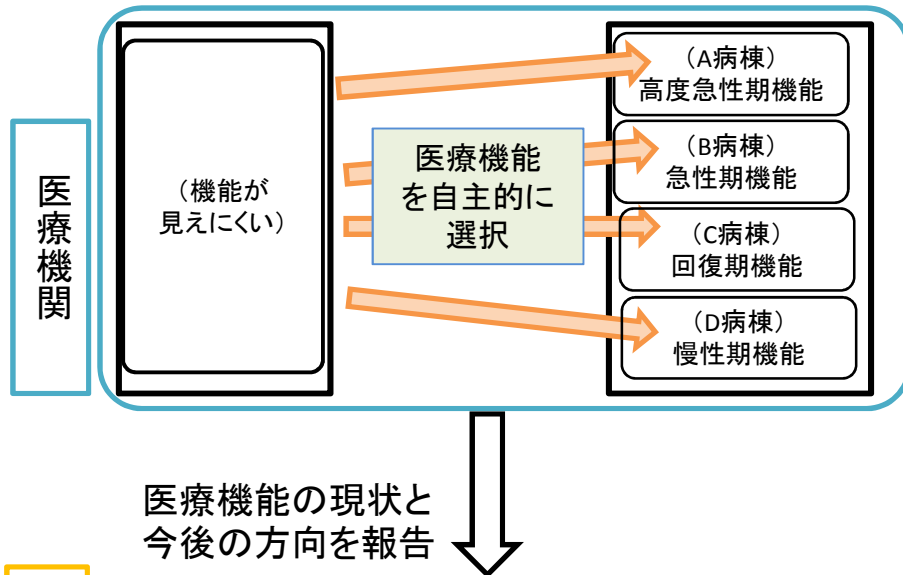 医療機関
（機能が
見えにくい）
医療機能
を自主的に
選択
（A病棟）
高度急性期機能
（B病棟）
急性期機能
（C病棟）
回復期機能
（D病棟）
慢性期機能
医療機能の現状と
今後の方向を報告